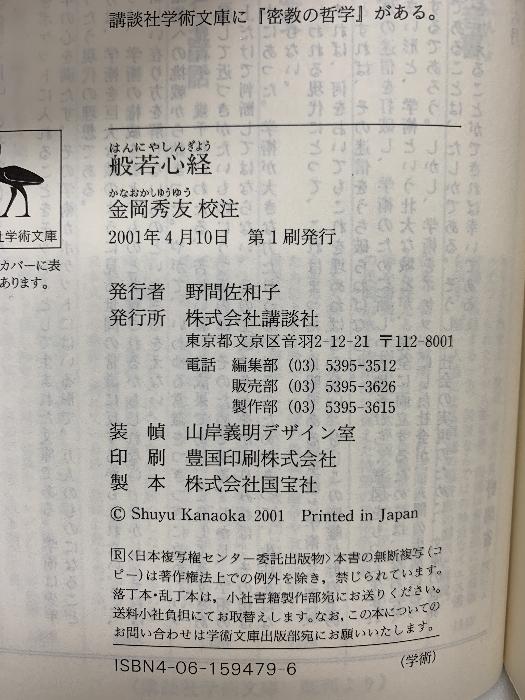 講談社学術文庫に『密教の哲学』がある。
はんにゃしんぎょう
般若心経
かなおかしゅうゆう
金岡秀友 校注
2001年4月10日 第1刷発行
社学術文庫
カバーに表
あります。
発行者 野間佐和子
発行所 株式会社講談社
東京都文京区音羽2-12-21 〒112-8001
電話 編集部 (03) 5395-3512
販売部 (03) 5395-3626
製作部 (03) 5395-3615
装 幀 山岸義明デザイン室
印 刷 豊国印刷株式会社
製 本 株式会社国宝社
© Shuyu Kanaoka 2001 Printed in Japan
R〈日本複写権センター委託出版物〉本書の無断複写(コ
ピー)は著作権法上での例外を除き，禁じられています。
落丁本・乱丁本は，小社書籍製作部宛にお送りください。
送料小社負担にてお取替えします。なお，この本についての
お問い合わせは学術文庫出版部宛にお願いいたします。
ISBN4-06-159479-6
(学術)